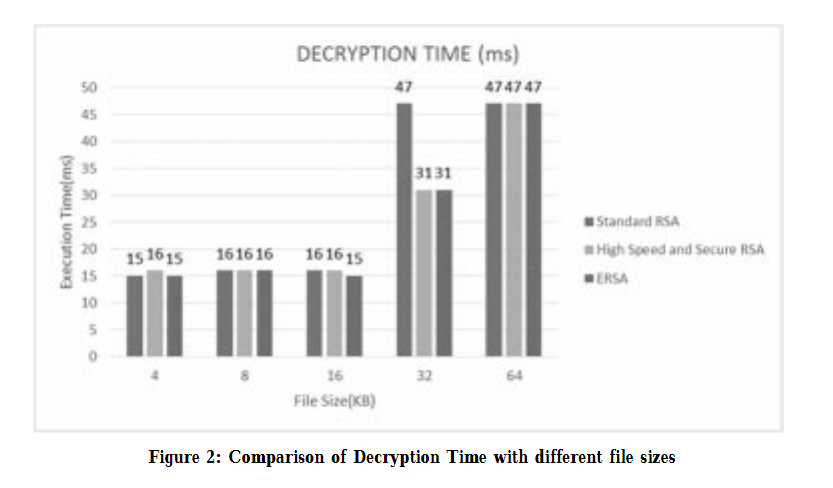 DECRYPTION TIME (ms)
50
45
40
35
30
25
20
15
10
5
0
Execution Time(ms)
15 16 15
16 16 16
16 16 15
47
31 31
47 47 47
4 8 16 32 64
File Size(KB)
Standard RSA
High Speed and Secure RSA
ERSA
Figure 2: Comparison of Decryption Time with different file sizes